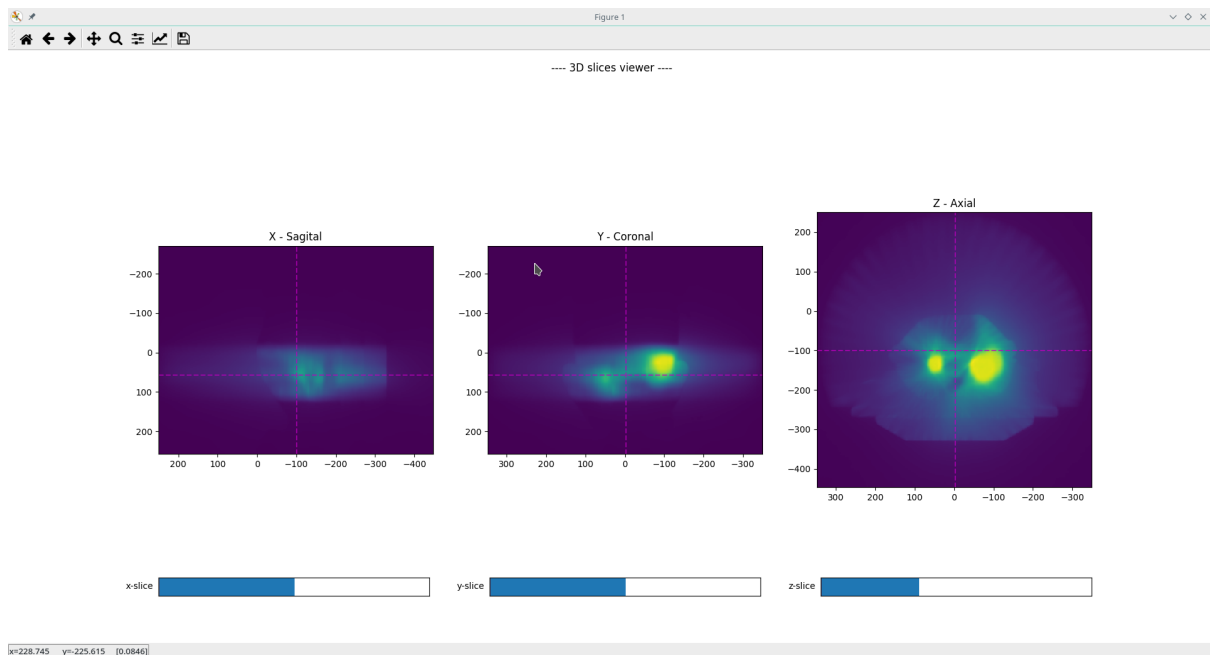 Figure 1
---- 3D slices viewer ----
X - Sagital
−200
−100
0
100
200
200 100 0 −100 −200 −300 −400
Y - Coronal
−200
−100
0
100
200
300 200 100 0 −100 −200 −300
Z - Axial
200
100
0
−100
−200
−300
−400
300 200 100 0 −100 −200 −300
x-slice
y-slice
z-slice
x=228.745 y=-225.615 [0.0846]